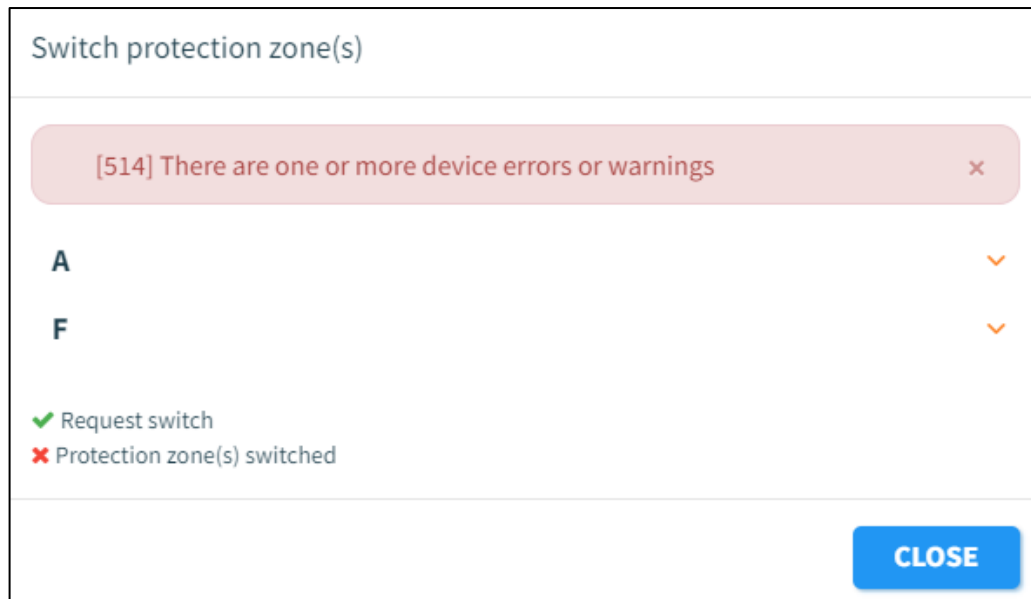 Switch protection zone(s)
[514] There are one or more device errors or warnings
A
F
Request switch
Protection zone(s) switched
CLOSE